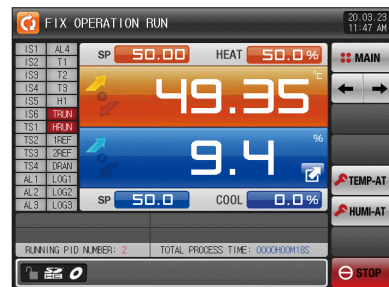 FIX OPERATION RUN
20.03.23
11:47 AM
IS1 AL4
IS2 T1
IS3 T2
IS4 T3
IS5 H1
IS6 TRUN
TS1 HRUN
TS2 1REF
TS3 2REF
TS4 DRAN
AL1 LOG1
AL2 LOG2
AL3 LOG3
SP 50.00 HEAT 50.0%
49.35 °C
9.4 %
SP 50.0 COOL 0.0%
RUNNING PID NUMBER: 2 TOTAL PROCESS TIME: 0000H00M18S
MAIN
TEMP-AT
HUMI-AT
STOP